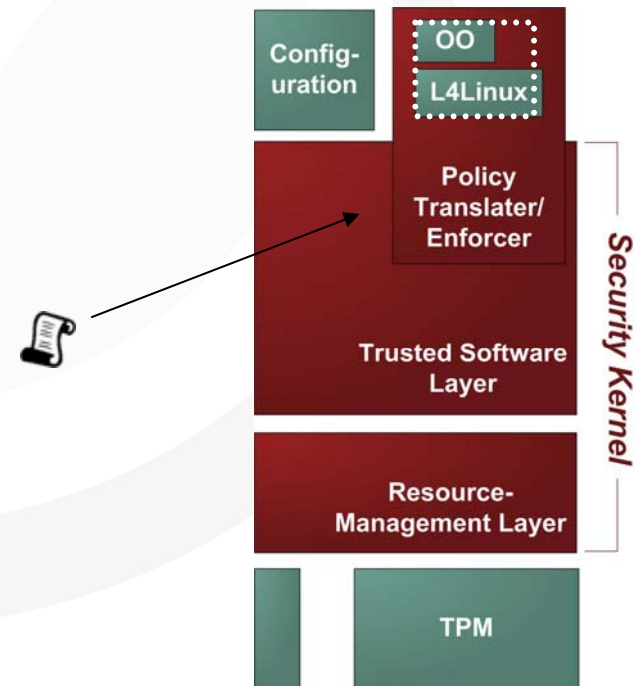 Config-
uration
OO
L4Linux
Policy
Translater/
Enforcer
Trusted Software
Layer
Security Kernel
Resource-
Management Layer
TPM